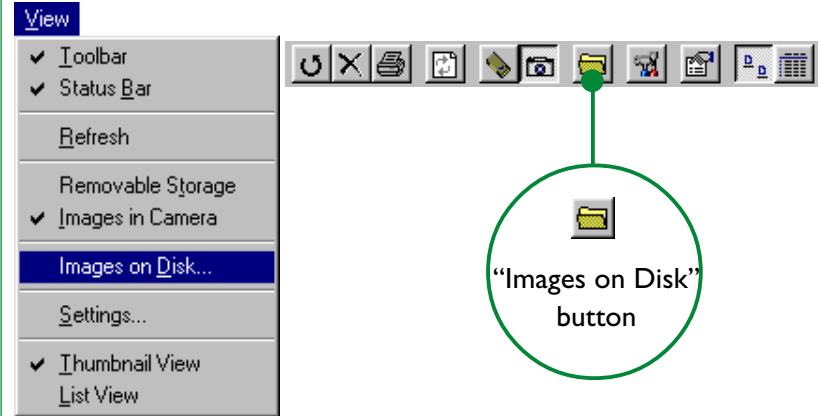 View
Toolbar
Status Bar
Refresh
Removable Storage
Images in Camera
Images on Disk...
Settings...
Thumbnail View
List View
“Images on Disk”
button